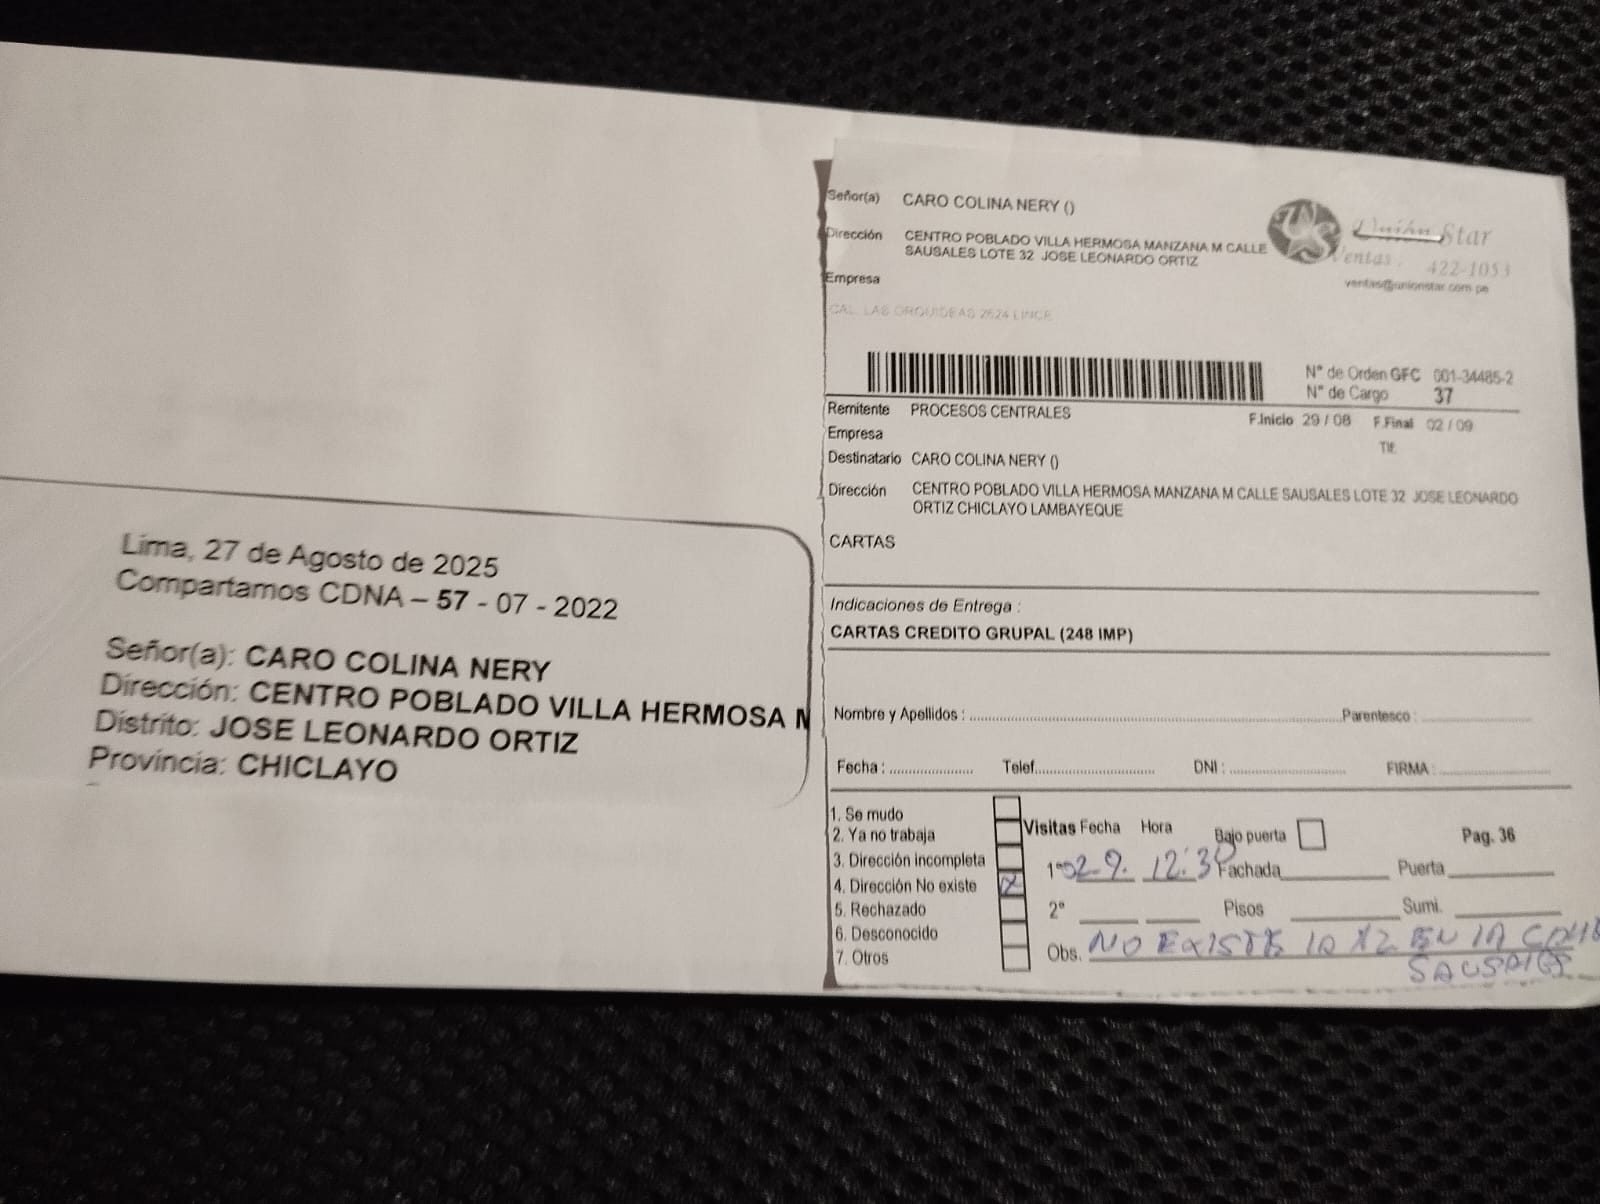 Lima, 27 de Agosto de 2025
Compartamos CDNA – 57 - 07 - 2022
Señor(a): CARO COLINA NERY
Dirección: CENTRO POBLADO VILLA HERMOSA M
Distrito: JOSE LEONARDO ORTIZ
Provincia: CHICLAYO
Señor(a) CARO COLINA NERY ()
Dirección CENTRO POBLADO VILLA HERMOSA MANZANA M CALLE
SAUSALES LOTE 32 JOSE LEONARDO ORTIZ
Empresa
CAL. LAS ORQUIDEAS 2624 LINCE
Unión Star
Ventas : 422-1053
ventas@unionstar.com.pe
N° de Orden GFC 001-34485-2
N° de Cargo 37
Remitente PROCESOS CENTRALES
F.Inicio 29 / 08 F.Final 02 / 09
Empresa
Tlf.
Destinatario CARO COLINA NERY ()
Dirección CENTRO POBLADO VILLA HERMOSA MANZANA M CALLE SAUSALES LOTE 32 JOSE LEONARDO
ORTIZ CHICLAYO LAMBAYEQUE
CARTAS
Indicaciones de Entrega :
CARTAS CREDITO GRUPAL (248 IMP)
Nombre y Apellidos : Parentesco :
Fecha : Telef. DNI : FIRMA :
1. Se mudo
2. Ya no trabaja
3. Dirección incompleta
4. Dirección No existe X
5. Rechazado
6. Desconocido
7. Otros
Visitas Fecha Hora Bajo puerta Pag. 36
1° 02-9. 12:30 Fachada Puerta
2° Pisos Sumi.
Obs. NO EXISTE EN LA
SAUSALES